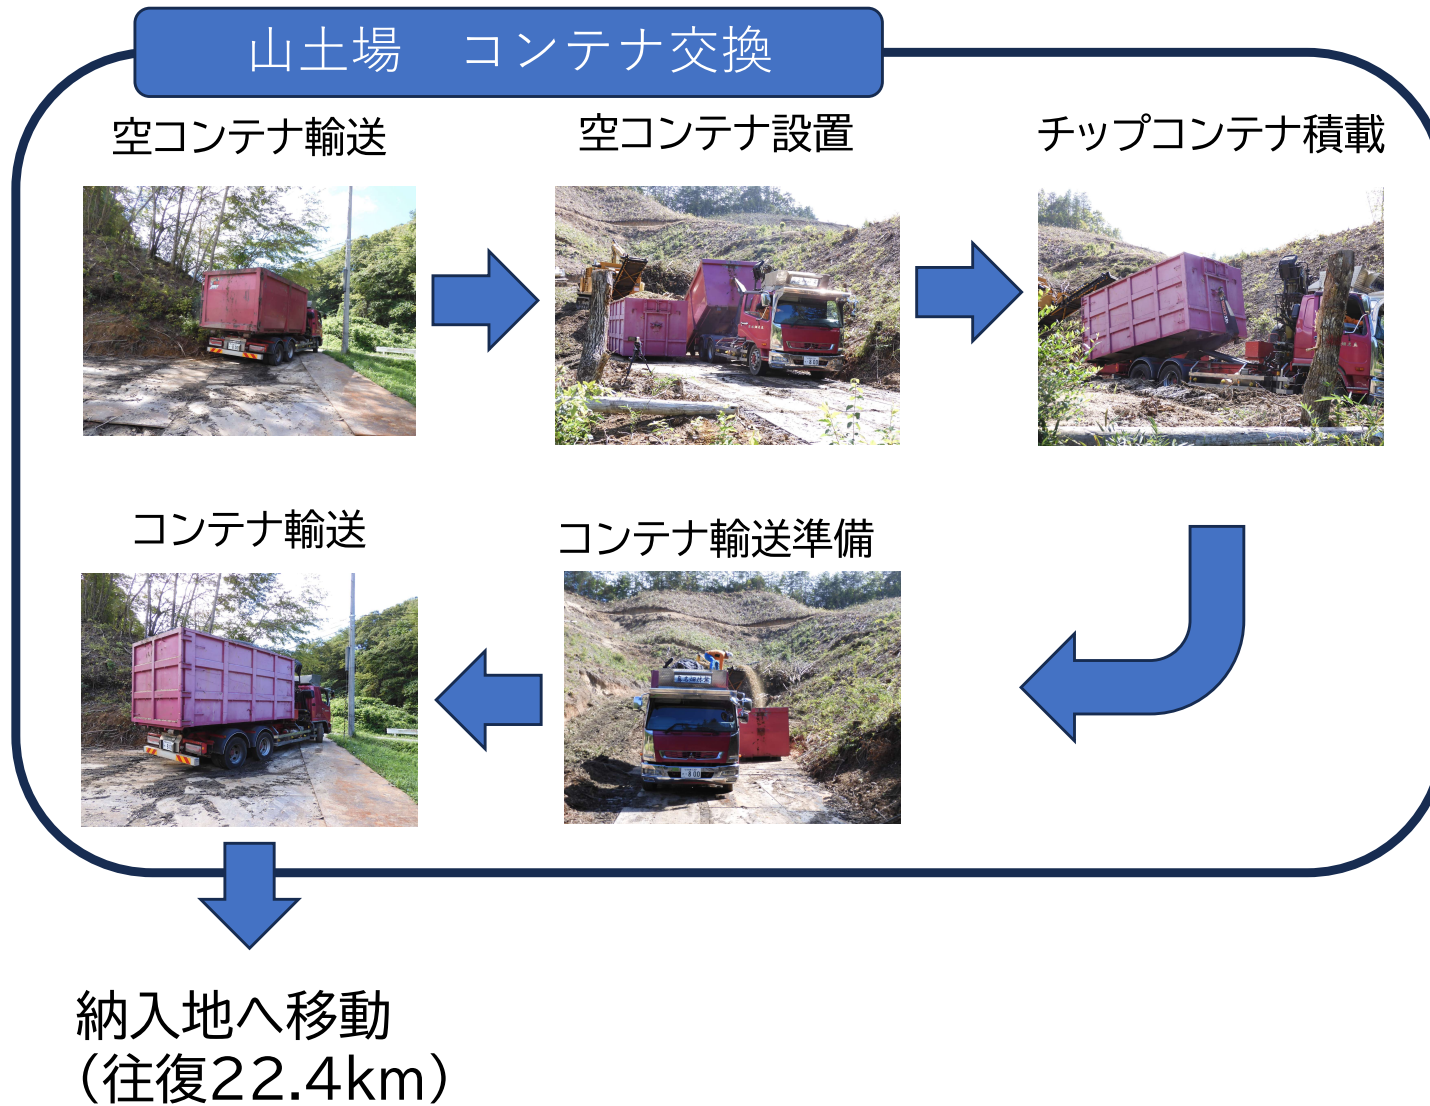 山土場　コンテナ交換
空コンテナ輸送
空コンテナ設置
チップコンテナ積載
コンテナ輸送
コンテナ輸送準備
納入地へ移動
（往復22.4km）